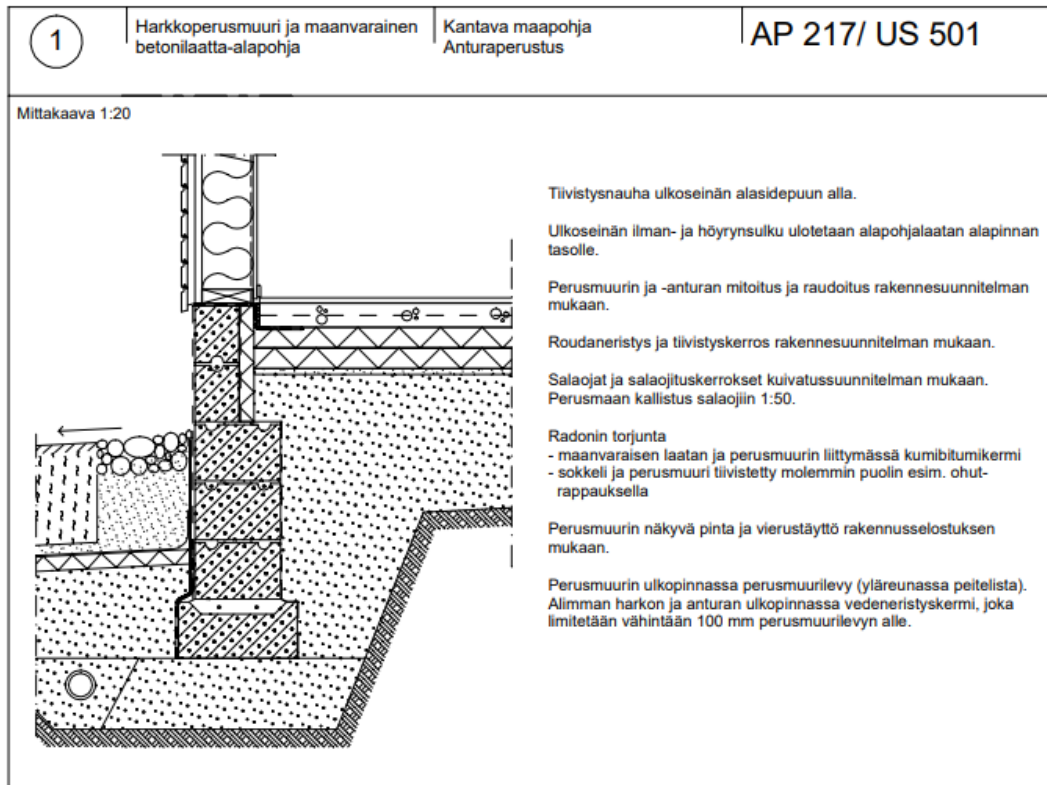 1
Harkkoperusmuuri ja maanvarainen
betonilaatta-alapohja
Kantava maapohja
Anturaperustus
AP 217/ US 501
Mittakaava 1:20
Tiivistysnauha ulkoseinän alasidepuun alla.
Ulkoseinän ilman- ja höyrynsulku ulotetaan alapohjalaatan alapinnan
tasolle.
Perusmuurin ja -anturan mitoitus ja raudoitus rakennesuunnitelman
mukaan.
Roudaneristys ja tiivistyskerros rakennesuunnitelman mukaan.
Salaojat ja salaojituskerrokset kuivatussuunnitelman mukaan.
Perusmaan kallistus salaojiin 1:50.
Radonin torjunta
- maanvaraisen laatan ja perusmuurin liittymässä kumibitumikermi
- sokkeli ja perusmuuri tiivistetty molemmin puolin esim. ohut-
rappauksella
Perusmuurin näkyvä pinta ja vierustäyttö rakennusselostuksen
mukaan.
Perusmuurin ulkopinnassa perusmuurilevy (yläreunassa peitelista).
Alimman harkon ja anturan ulkopinnassa vedeneristyskermi, joka
limitetään vähintään 100 mm perusmuurilevyn alle.